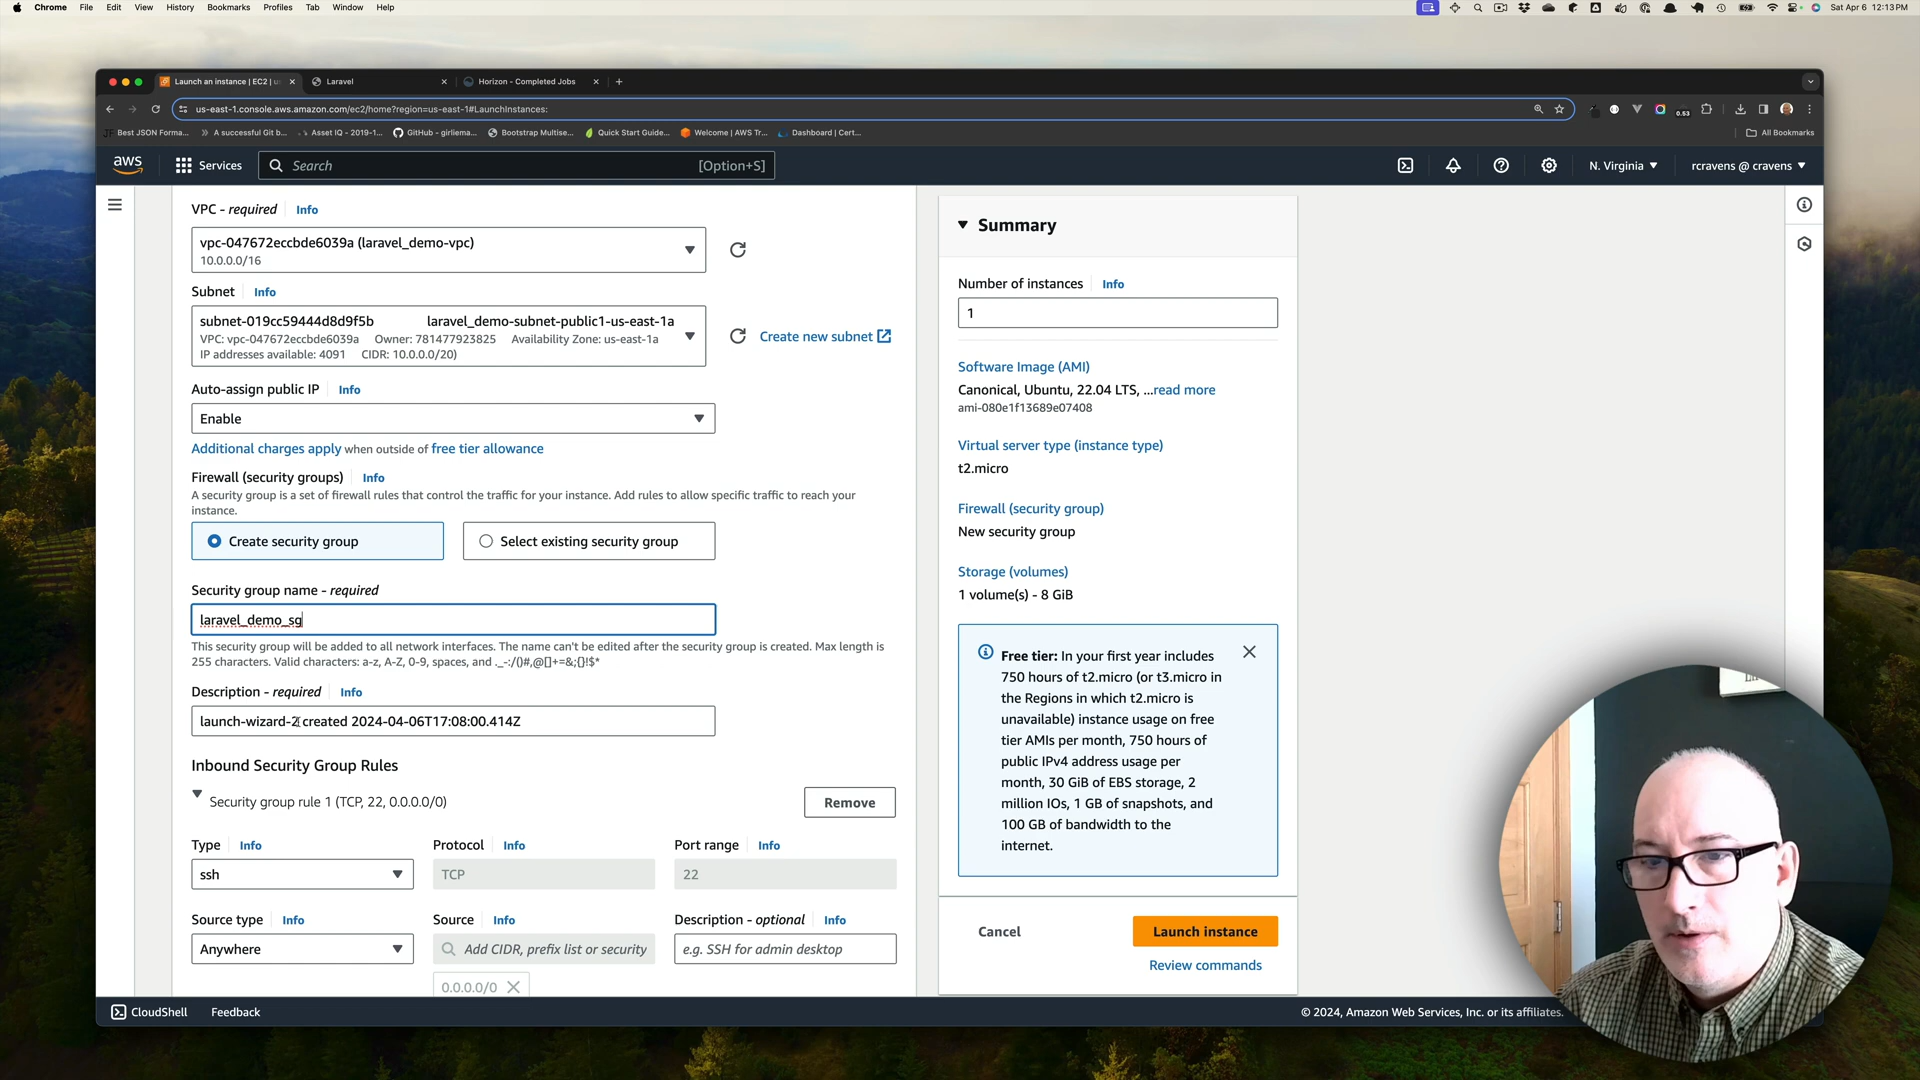 Chrome File Edit View History Bookmarks Profiles Tab Window Help
Sat Apr 6 12:13 PM
Launch an instance | EC2 | us
Laravel
Horizon - Completed Jobs
us-east-1.console.aws.amazon.com/ec2/home?region=us-east-1#LaunchInstances:
0.53
Best JSON Forma...
A successful Git b...
Asset IQ - 2019-1...
GitHub - girliema...
Bootstrap Multise...
Quick Start Guide...
Welcome | AWS Tr...
Dashboard | Cert...
All Bookmarks
aws
Services
Search
[Option+S]
N. Virginia
rcravens @ cravens
VPC - required Info
vpc-047672eccbde6039a (laravel_demo-vpc)
10.0.0.0/16
Subnet Info
subnet-019cc59444d8d9f5b laravel_demo-subnet-public1-us-east-1a
VPC: vpc-047672eccbde6039a Owner: 781477923825 Availability Zone: us-east-1a
IP addresses available: 4091 CIDR: 10.0.0.0/20)
Create new subnet
Auto-assign public IP Info
Enable
Additional charges apply when outside of free tier allowance
Firewall (security groups) Info
A security group is a set of firewall rules that control the traffic for your instance. Add rules to allow specific traffic to reach your
instance.
Create security group
Select existing security group
Security group name - required
laravel_demo_sg
This security group will be added to all network interfaces. The name can't be edited after the security group is created. Max length is
255 characters. Valid characters: a-z, A-Z, 0-9, spaces, and ._-:/()#,@[]+=&;{}!$*
Description - required Info
launch-wizard-2 created 2024-04-06T17:08:00.414Z
Inbound Security Group Rules
Security group rule 1 (TCP, 22, 0.0.0.0/0)
Remove
Type Info
Protocol Info
Port range Info
ssh
TCP
22
Source type Info
Source Info
Description - optional Info
Anywhere
Add CIDR, prefix list or security
e.g. SSH for admin desktop
0.0.0.0/0
Summary
Number of instances Info
1
Software Image (AMI)
Canonical, Ubuntu, 22.04 LTS, ...read more
ami-080e1f13689e07408
Virtual server type (instance type)
t2.micro
Firewall (security group)
New security group
Storage (volumes)
1 volume(s) - 8 GiB
Free tier: In your first year includes
750 hours of t2.micro (or t3.micro in
the Regions in which t2.micro is
unavailable) instance usage on free
tier AMIs per month, 750 hours of
public IPv4 address usage per
month, 30 GiB of EBS storage, 2
million IOs, 1 GB of snapshots, and
100 GB of bandwidth to the
internet.
Cancel
Launch instance
Review commands
CloudShell
Feedback
© 2024, Amazon Web Services, Inc. or its affiliates.